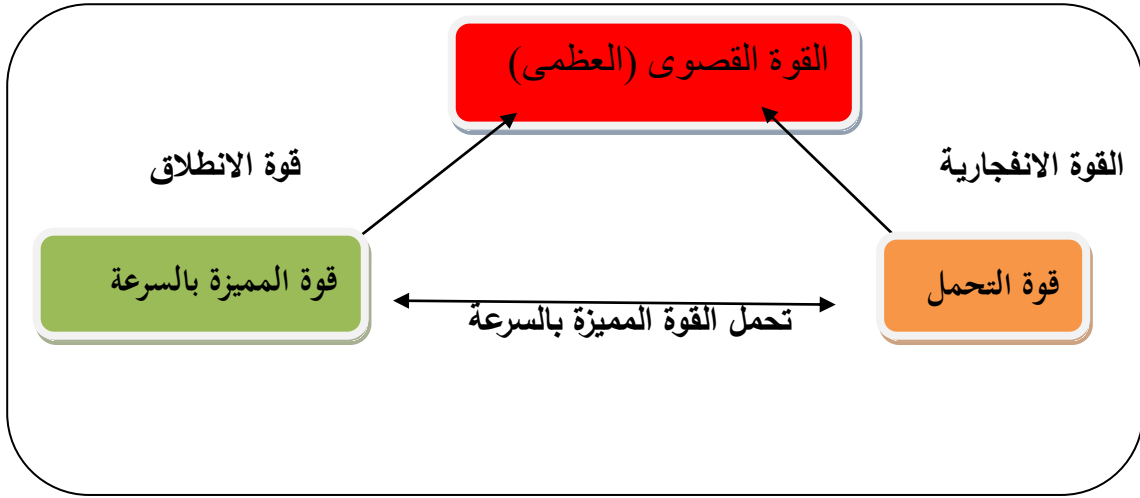 القوة القصوى (العظمى)
القوة الانفجارية
قوة الانطلاق
قوة التحمل
قوة المميزة بالسرعة
تحمل القوة المميزة بالسرعة